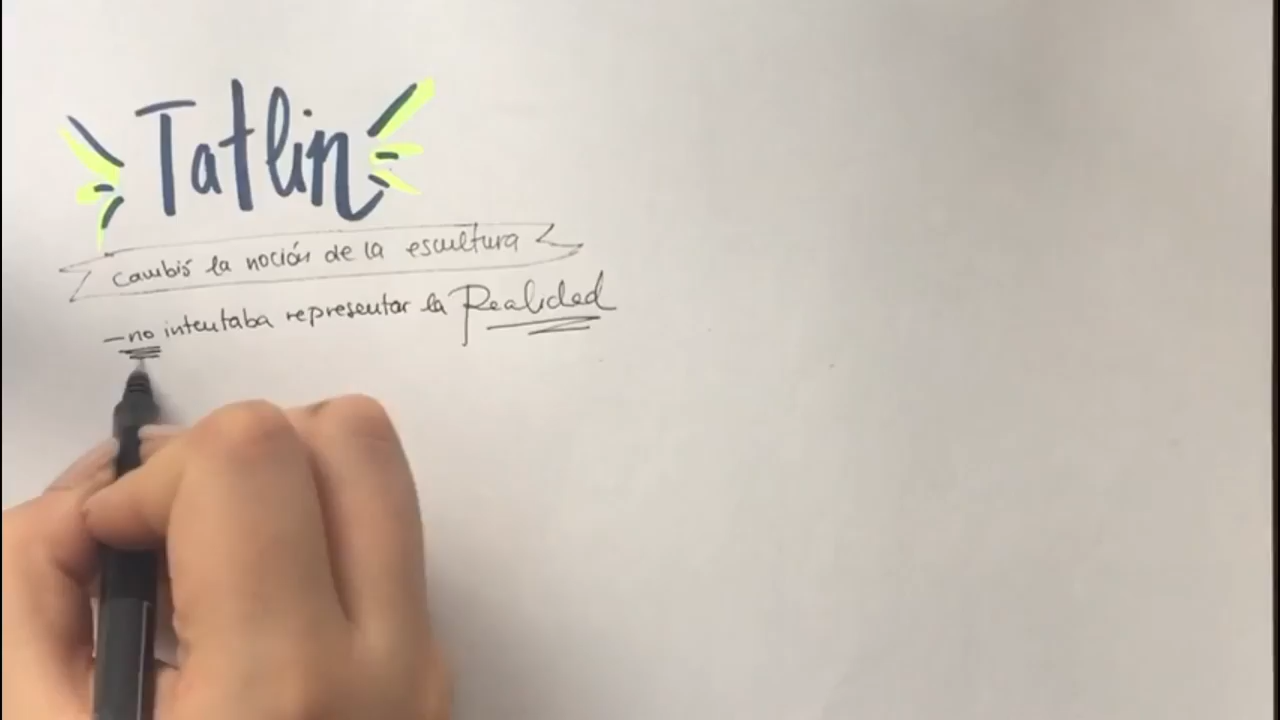 Tatlin
cambió la noción de la escultura
- no intentaba representar la Realidad